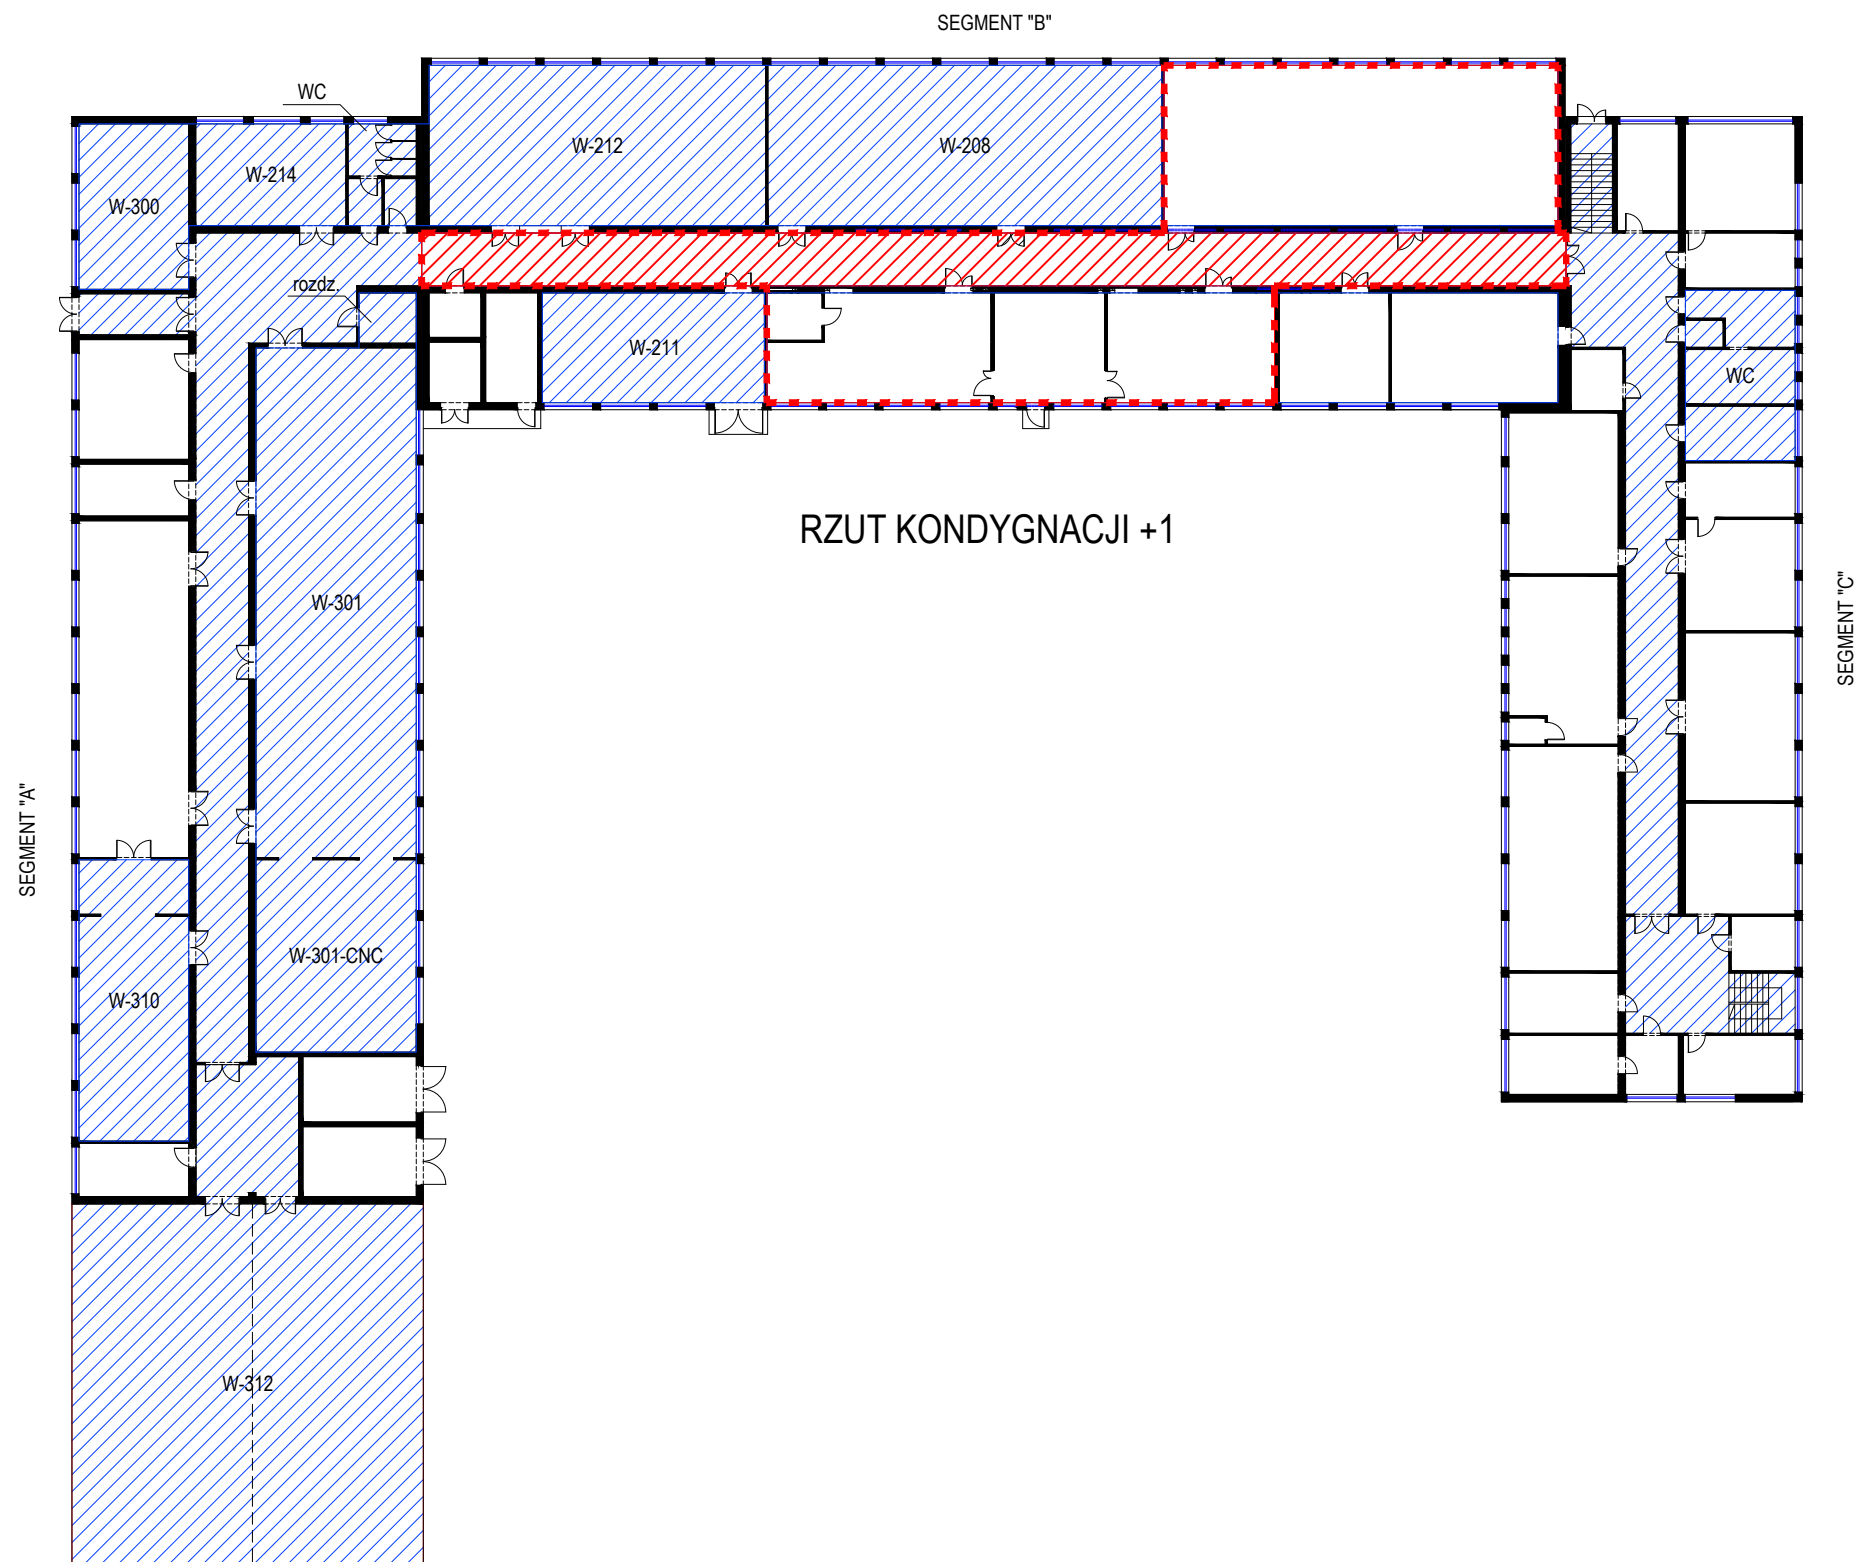 SEGMENT "B"
WC
W-212
W-208
W-214
W-300
rozdz.
W-211
WC
RZUT KONDYGNACJI +1
W-301
SEGMENT "C"
SEGMENT "A"
W-301-CNC
W-310
W-312